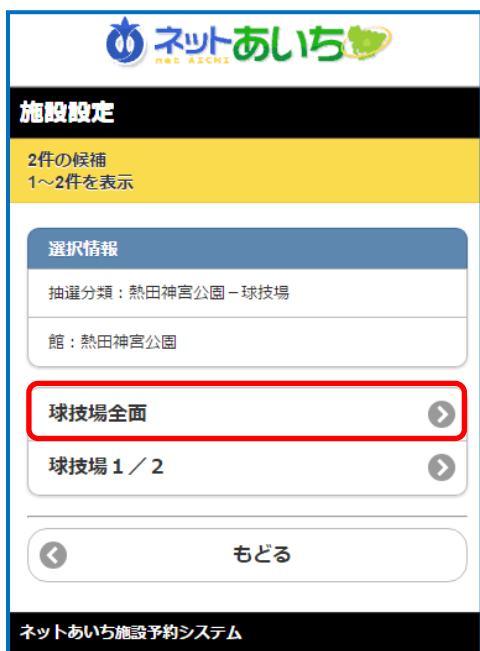 ネットあいち
net AICHI
施設設定
2件の候補
1～2件を表示
選択情報
抽選分類：熱田神宮公園－球技場
館：熱田神宮公園
球技場全面
球技場１／２
もどる
ネットあいち施設予約システム